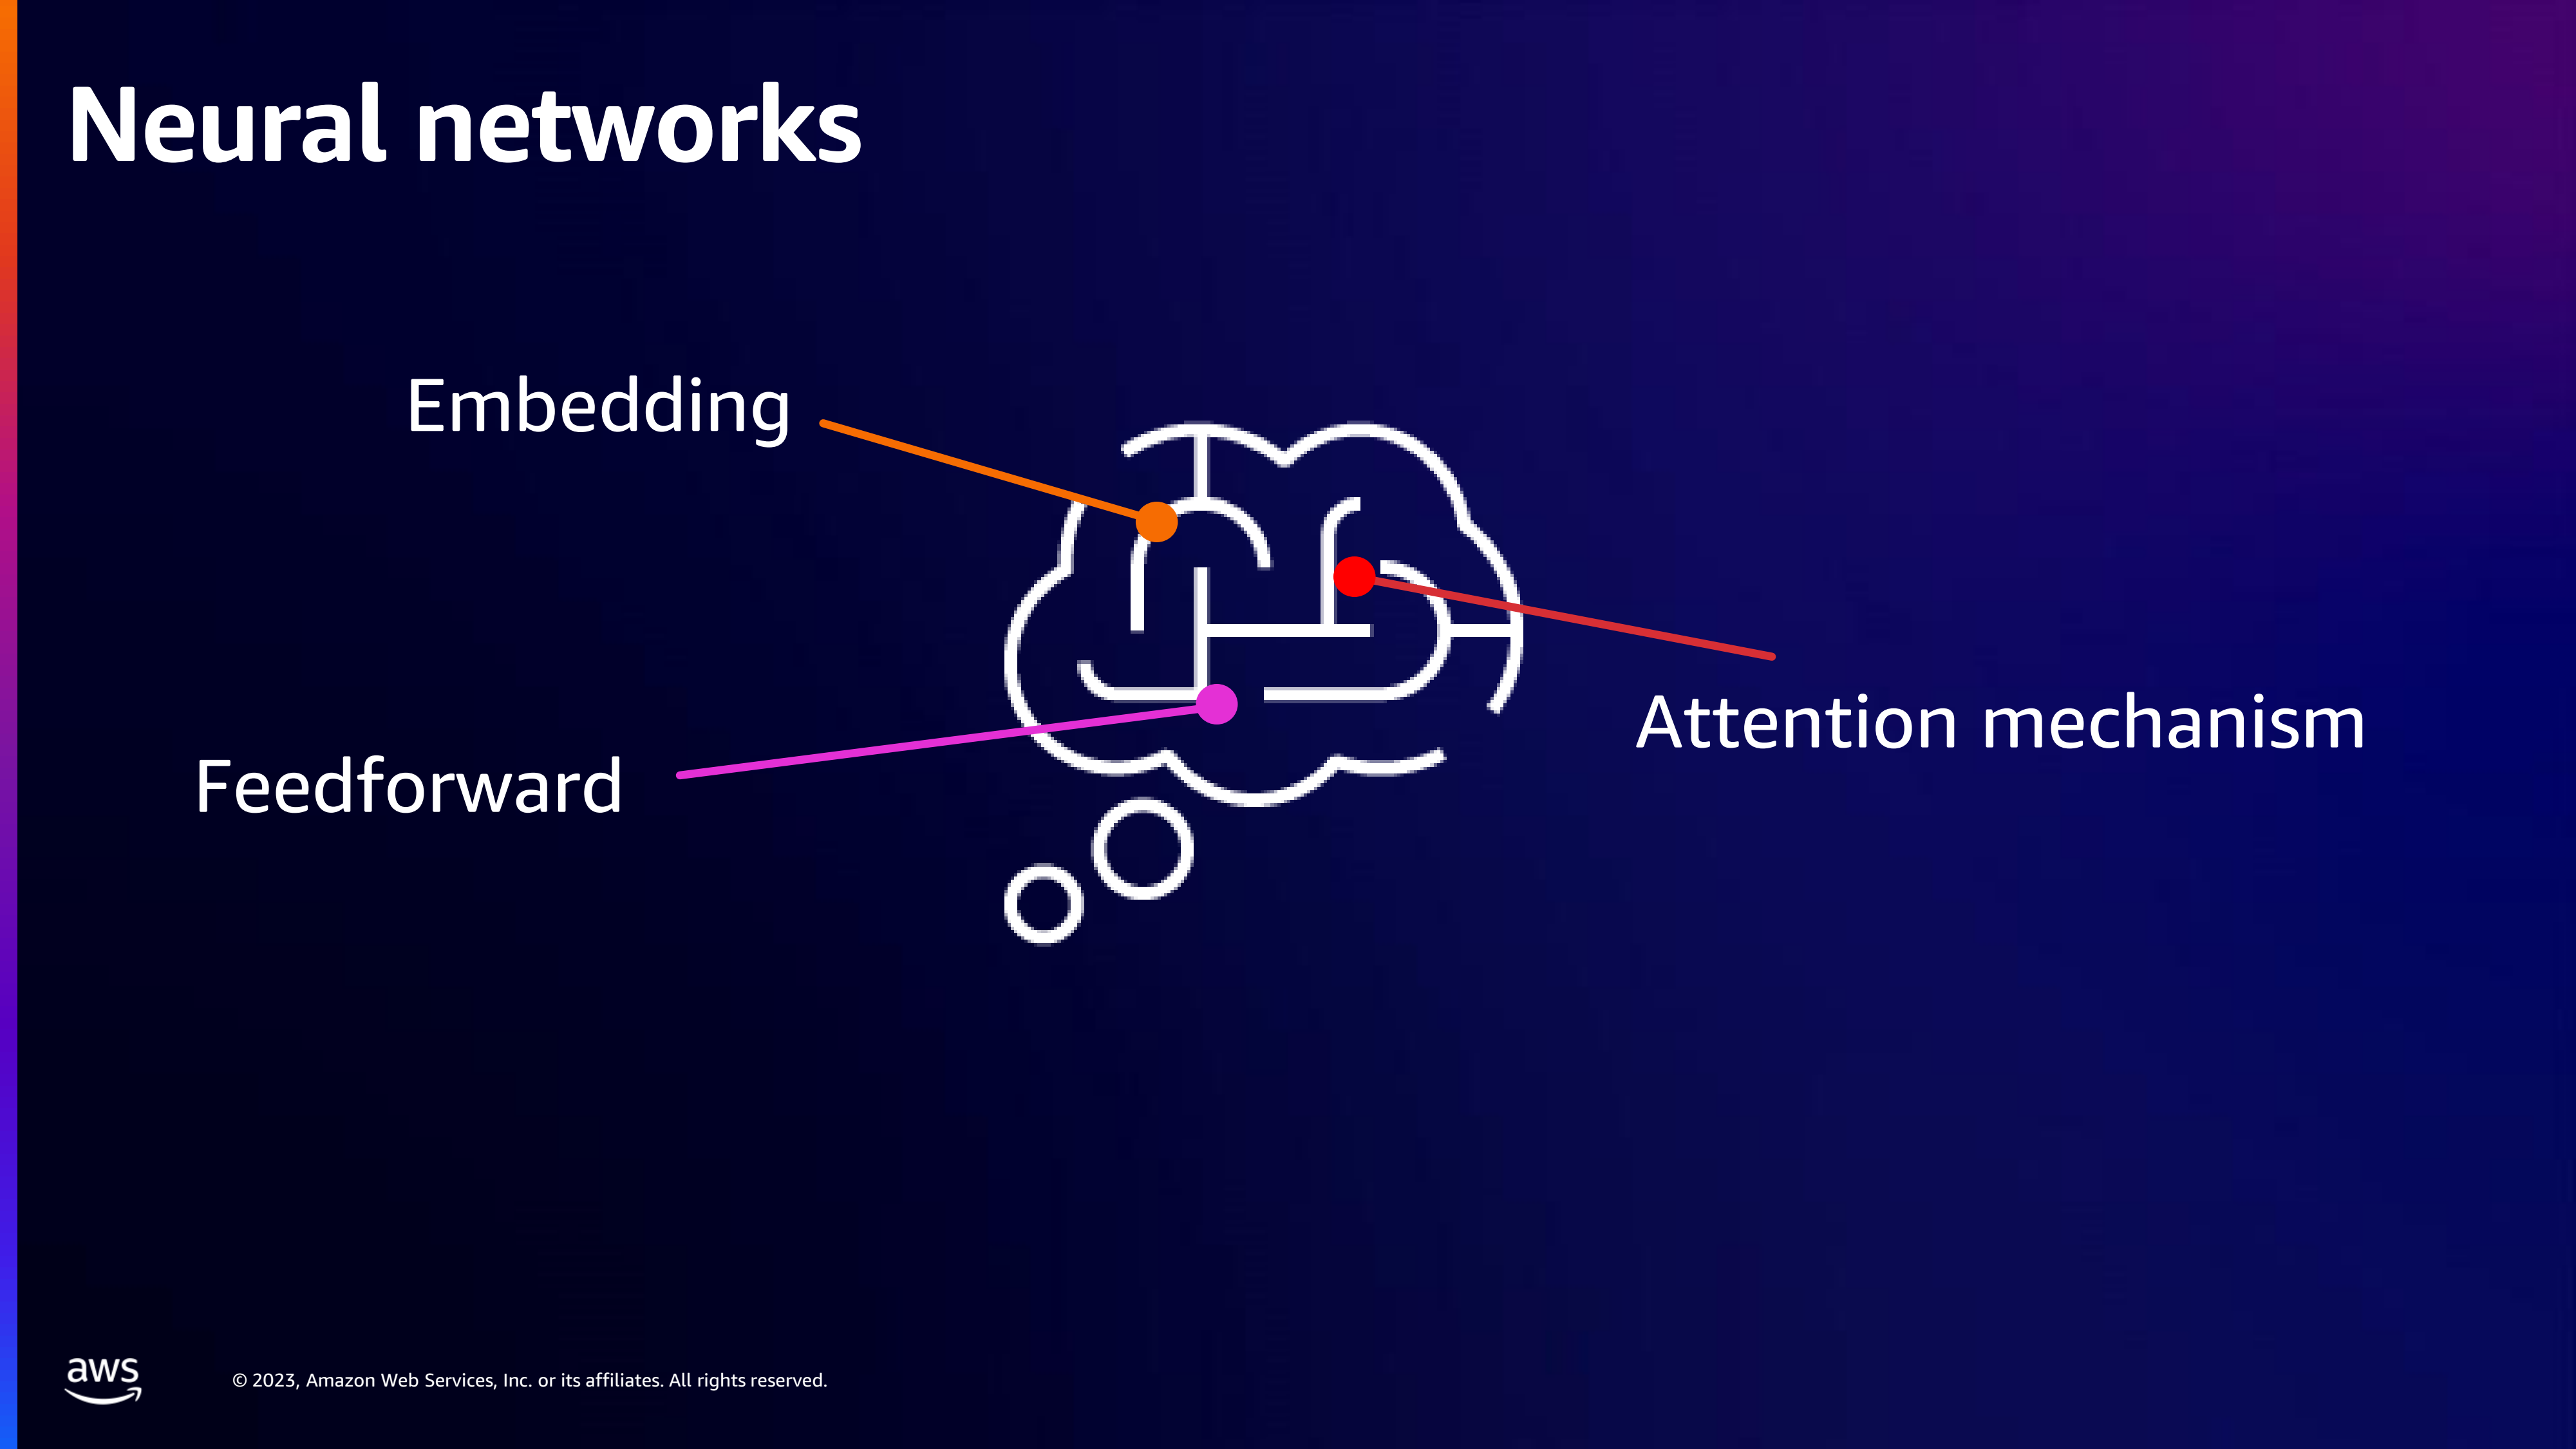 Neural networks
Embedding
Attention mechanism
Feedforward
aws
© 2023, Amazon Web Services, Inc. or its affiliates. All rights reserved.